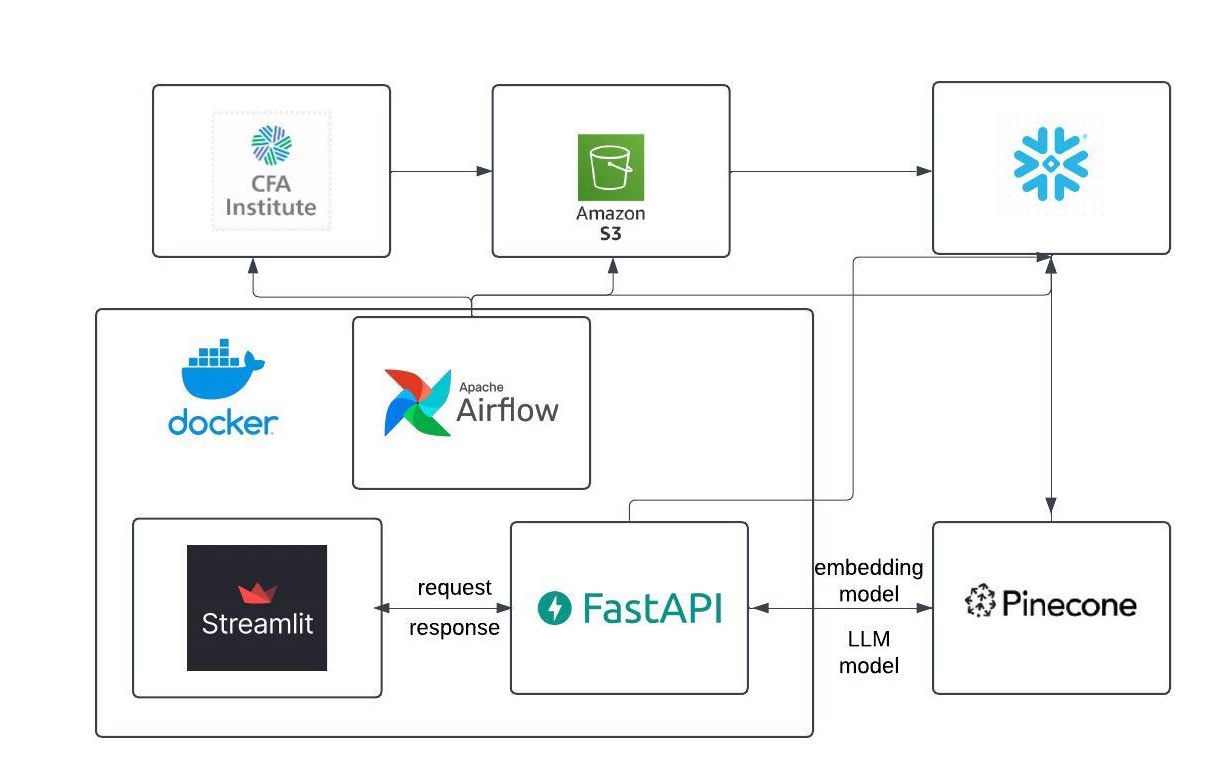 CFA
Institute
Amazon
S3
docker
Apache
Airflow
Streamlit
request
response
FastAPI
embedding
model
LLM
model
Pinecone